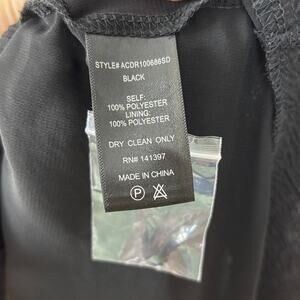 STYLE# ACDR100686SD
BLACK
SELF:
100% POLYESTER
LINING:
100% POLYESTER
DRY CLEAN ONLY
RN# 141397
MADE IN CHINA
P